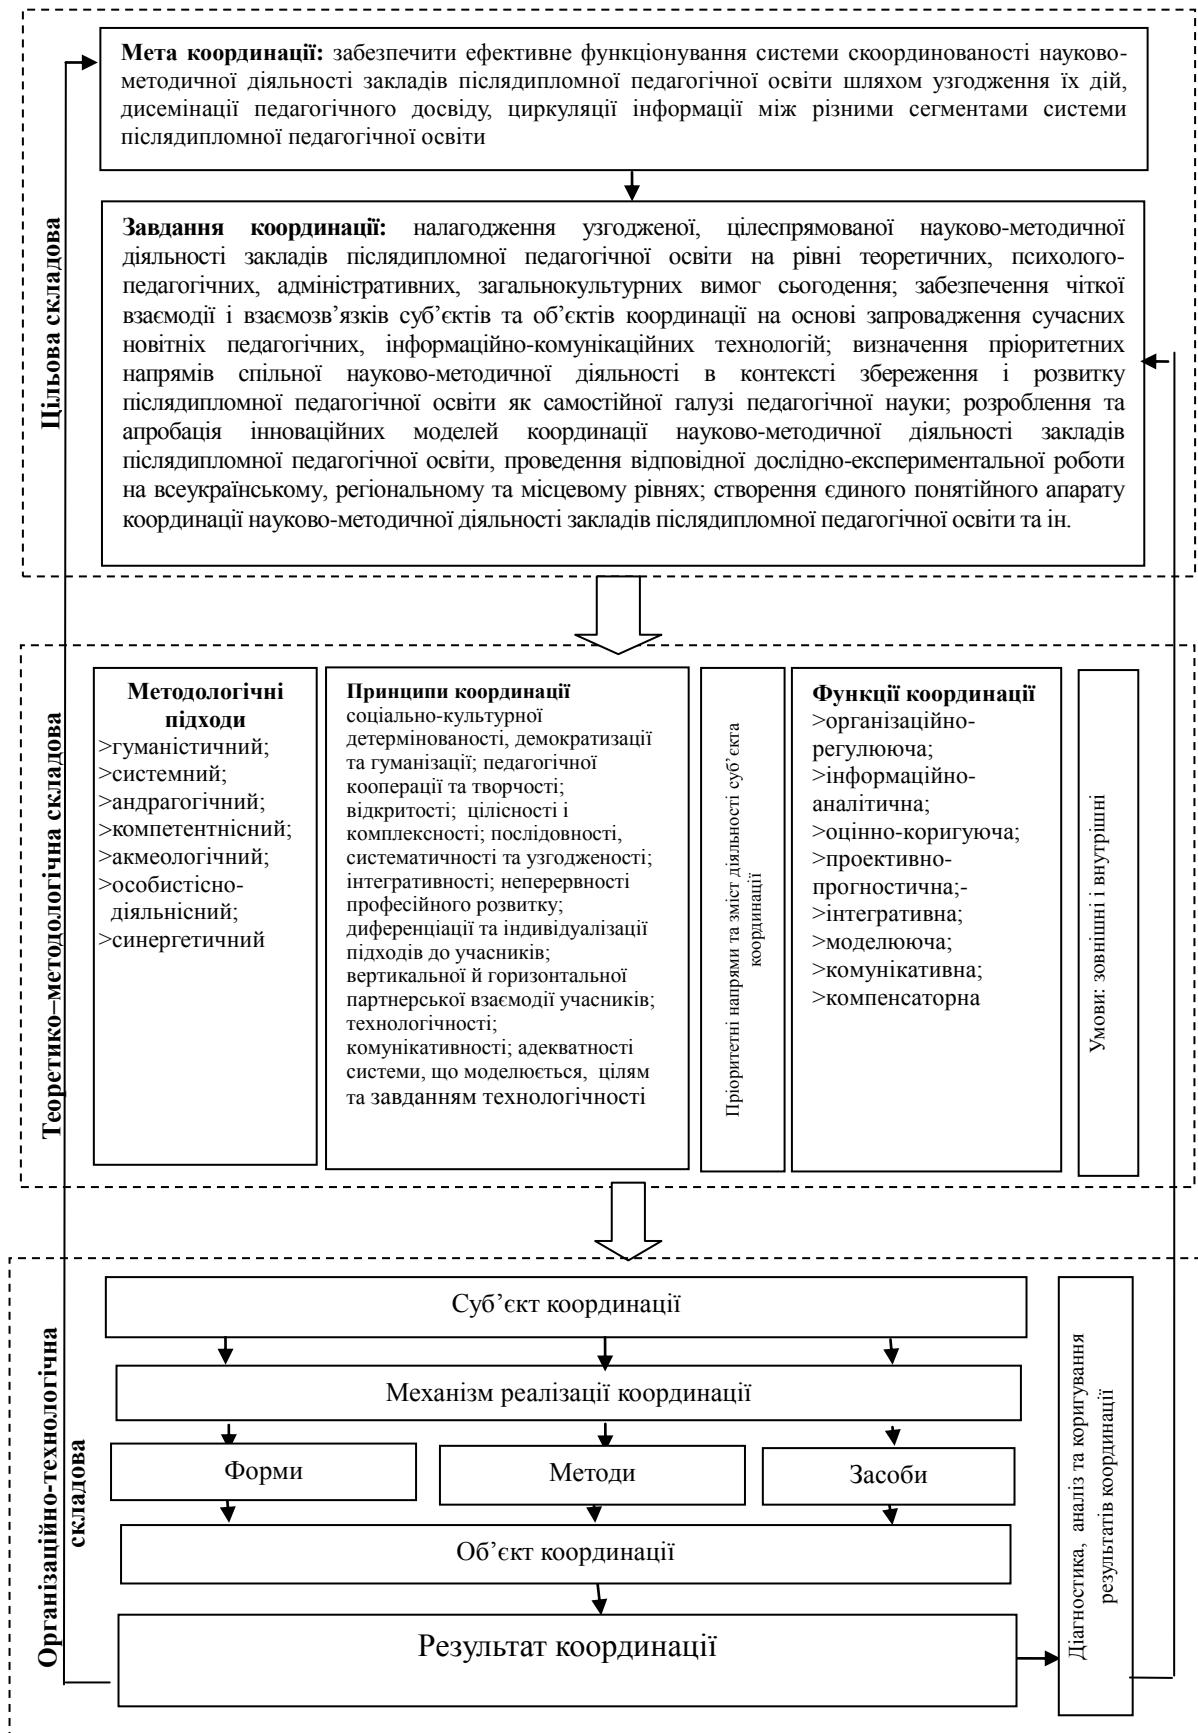 Цільова складова
Мета координації: забезпечити ефективне функціонування системи скоординованості науково-
методичної діяльності закладів післядипломної педагогічної освіти шляхом узгодження їх дій,
дисемінації педагогічного досвіду, циркуляції інформації між різними сегментами системи
післядипломної педагогічної освіти
Завдання координації: налагодження узгодженої, цілеспрямованої науково-методичної
діяльності закладів післядипломної педагогічної освіти на рівні теоретичних, психолого-
педагогічних, адміністративних, загальнокультурних вимог сьогодення; забезпечення чіткої
взаємодії і взаємозв’язків суб’єктів та об’єктів координації на основі запровадження сучасних
новітніх педагогічних, інформаційно-комунікаційних технологій; визначення пріоритетних
напрямів спільної науково-методичної діяльності в контексті збереження і розвитку
післядипломної педагогічної освіти як самостійної галузі педагогічної науки; розроблення та
апробація інноваційних моделей координації науково-методичної діяльності закладів
післядипломної педагогічної освіти, проведення відповідної дослідно-експериментальної роботи
на всеукраїнському, регіональному та місцевому рівнях; створення єдиного понятійного апарату
координації науково-методичної діяльності закладів післядипломної педагогічної освіти та ін.
Теоретико–методологічна складова
Методологічні
підходи
>гуманістичний;
>системний;
>андрагогічний;
>компетентнісний;
>акмеологічний;
>особистісно-
діяльнісний;
>синергетичний
Принципи координації
соціально-культурної
детермінованості, демократизації
та гуманізації; педагогічної
кооперації та творчості;
відкритості; цілісності і
комплексності; послідовності,
систематичності та узгодженості;
інтегративності; неперервності
професійного розвитку;
диференціації та індивідуалізації
підходів до учасників;
вертикальної й горизонтальної
партнерської взаємодії учасників;
технологічності;
комунікативності; адекватності
системи, що моделюється, цілям
та завданням технологічності
Пріоритетні напрями та зміст діяльності суб’єкта
координації
Функції координації
>організаційно-
регулююча;
>інформаційно-
аналітична;
>оцінно-коригуюча;
>проективно-
прогностична;-
>інтегративна;
>моделююча;
>комунікативна;
>компенсаторна
Умови: зовнішні і внутрішні
Організаційно-технологічна
складова
Суб’єкт координації
Механізм реалізації координації
Форми
Методи
Засоби
Об’єкт координації
Результат координації
Діагностика, аналіз та коригування
результатів координації